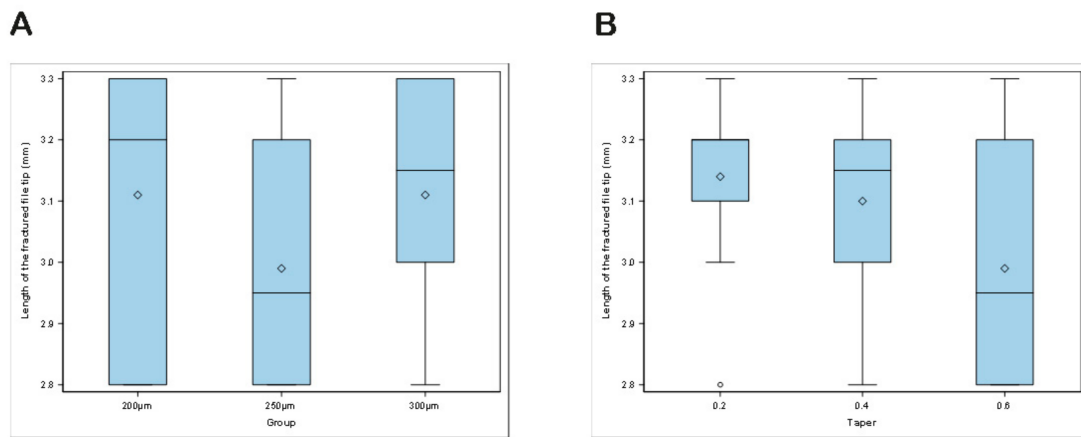 A
B
Length of the fractured file tip (mm)
3.3
3.2
3.1
3.0
2.9
2.8
200µm
250µm
300µm
Group
Length of the fractured file tip (mm)
3.3
3.2
3.1
3.0
2.9
2.8
0.2
0.4
0.6
Taper